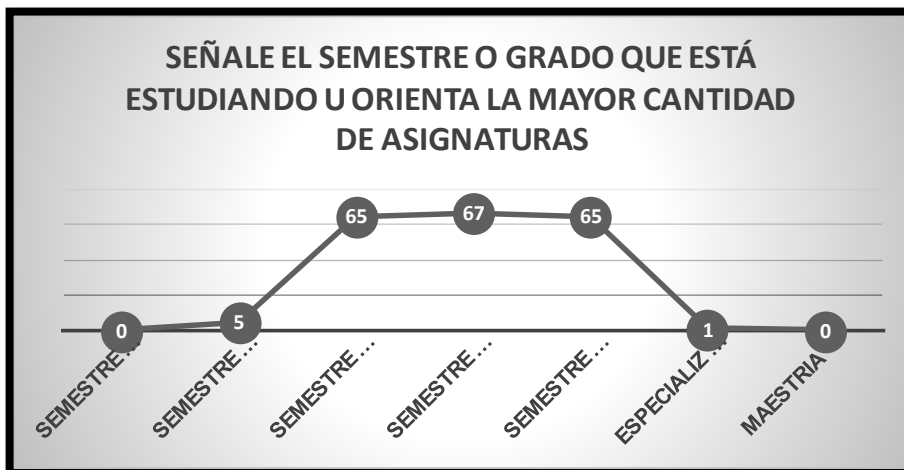 SEÑALE EL SEMESTRE O GRADO QUE ESTÁ
ESTUDIANDO U ORIENTA LA MAYOR CANTIDAD
DE ASIGNATURAS
0
5
65
67
65
1
0
SEMESTRE...
SEMESTRE...
SEMESTRE...
SEMESTRE...
SEMESTRE...
ESPECIALIZ...
MAESTRIA